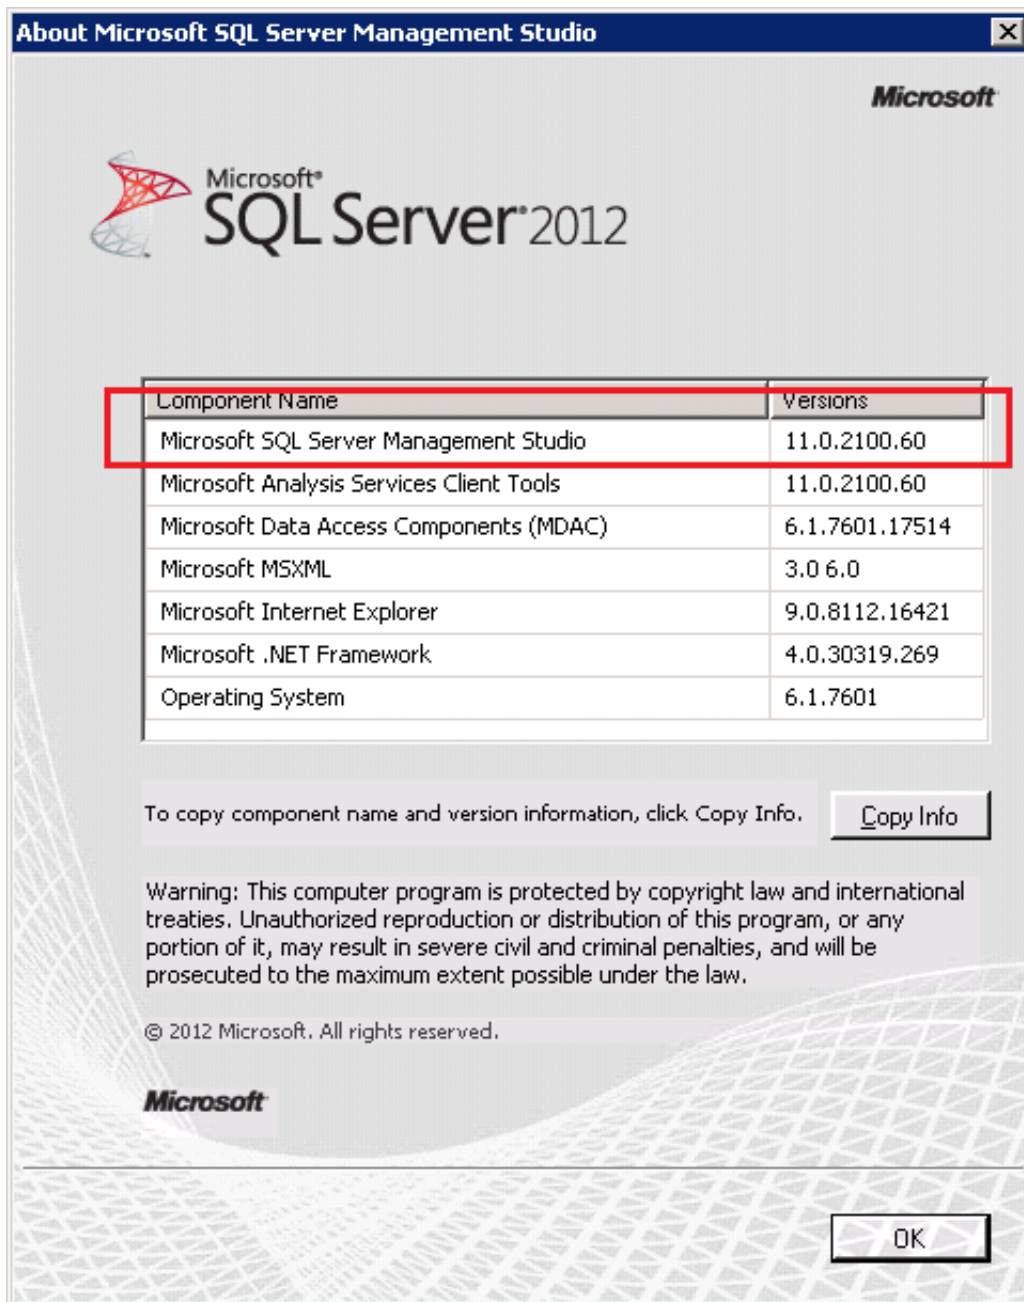 About Microsoft SQL Server Management Studio
Microsoft
Microsoft®
SQL Server® 2012
Component Name Versions
Microsoft SQL Server Management Studio 11.0.2100.60
Microsoft Analysis Services Client Tools 11.0.2100.60
Microsoft Data Access Components (MDAC) 6.1.7601.17514
Microsoft MSXML 3.0 6.0
Microsoft Internet Explorer 9.0.8112.16421
Microsoft .NET Framework 4.0.30319.269
Operating System 6.1.7601
To copy component name and version information, click Copy Info.
Copy Info
Warning: This computer program is protected by copyright law and international
treaties. Unauthorized reproduction or distribution of this program, or any
portion of it, may result in severe civil and criminal penalties, and will be
prosecuted to the maximum extent possible under the law.
© 2012 Microsoft. All rights reserved.
Microsoft
OK